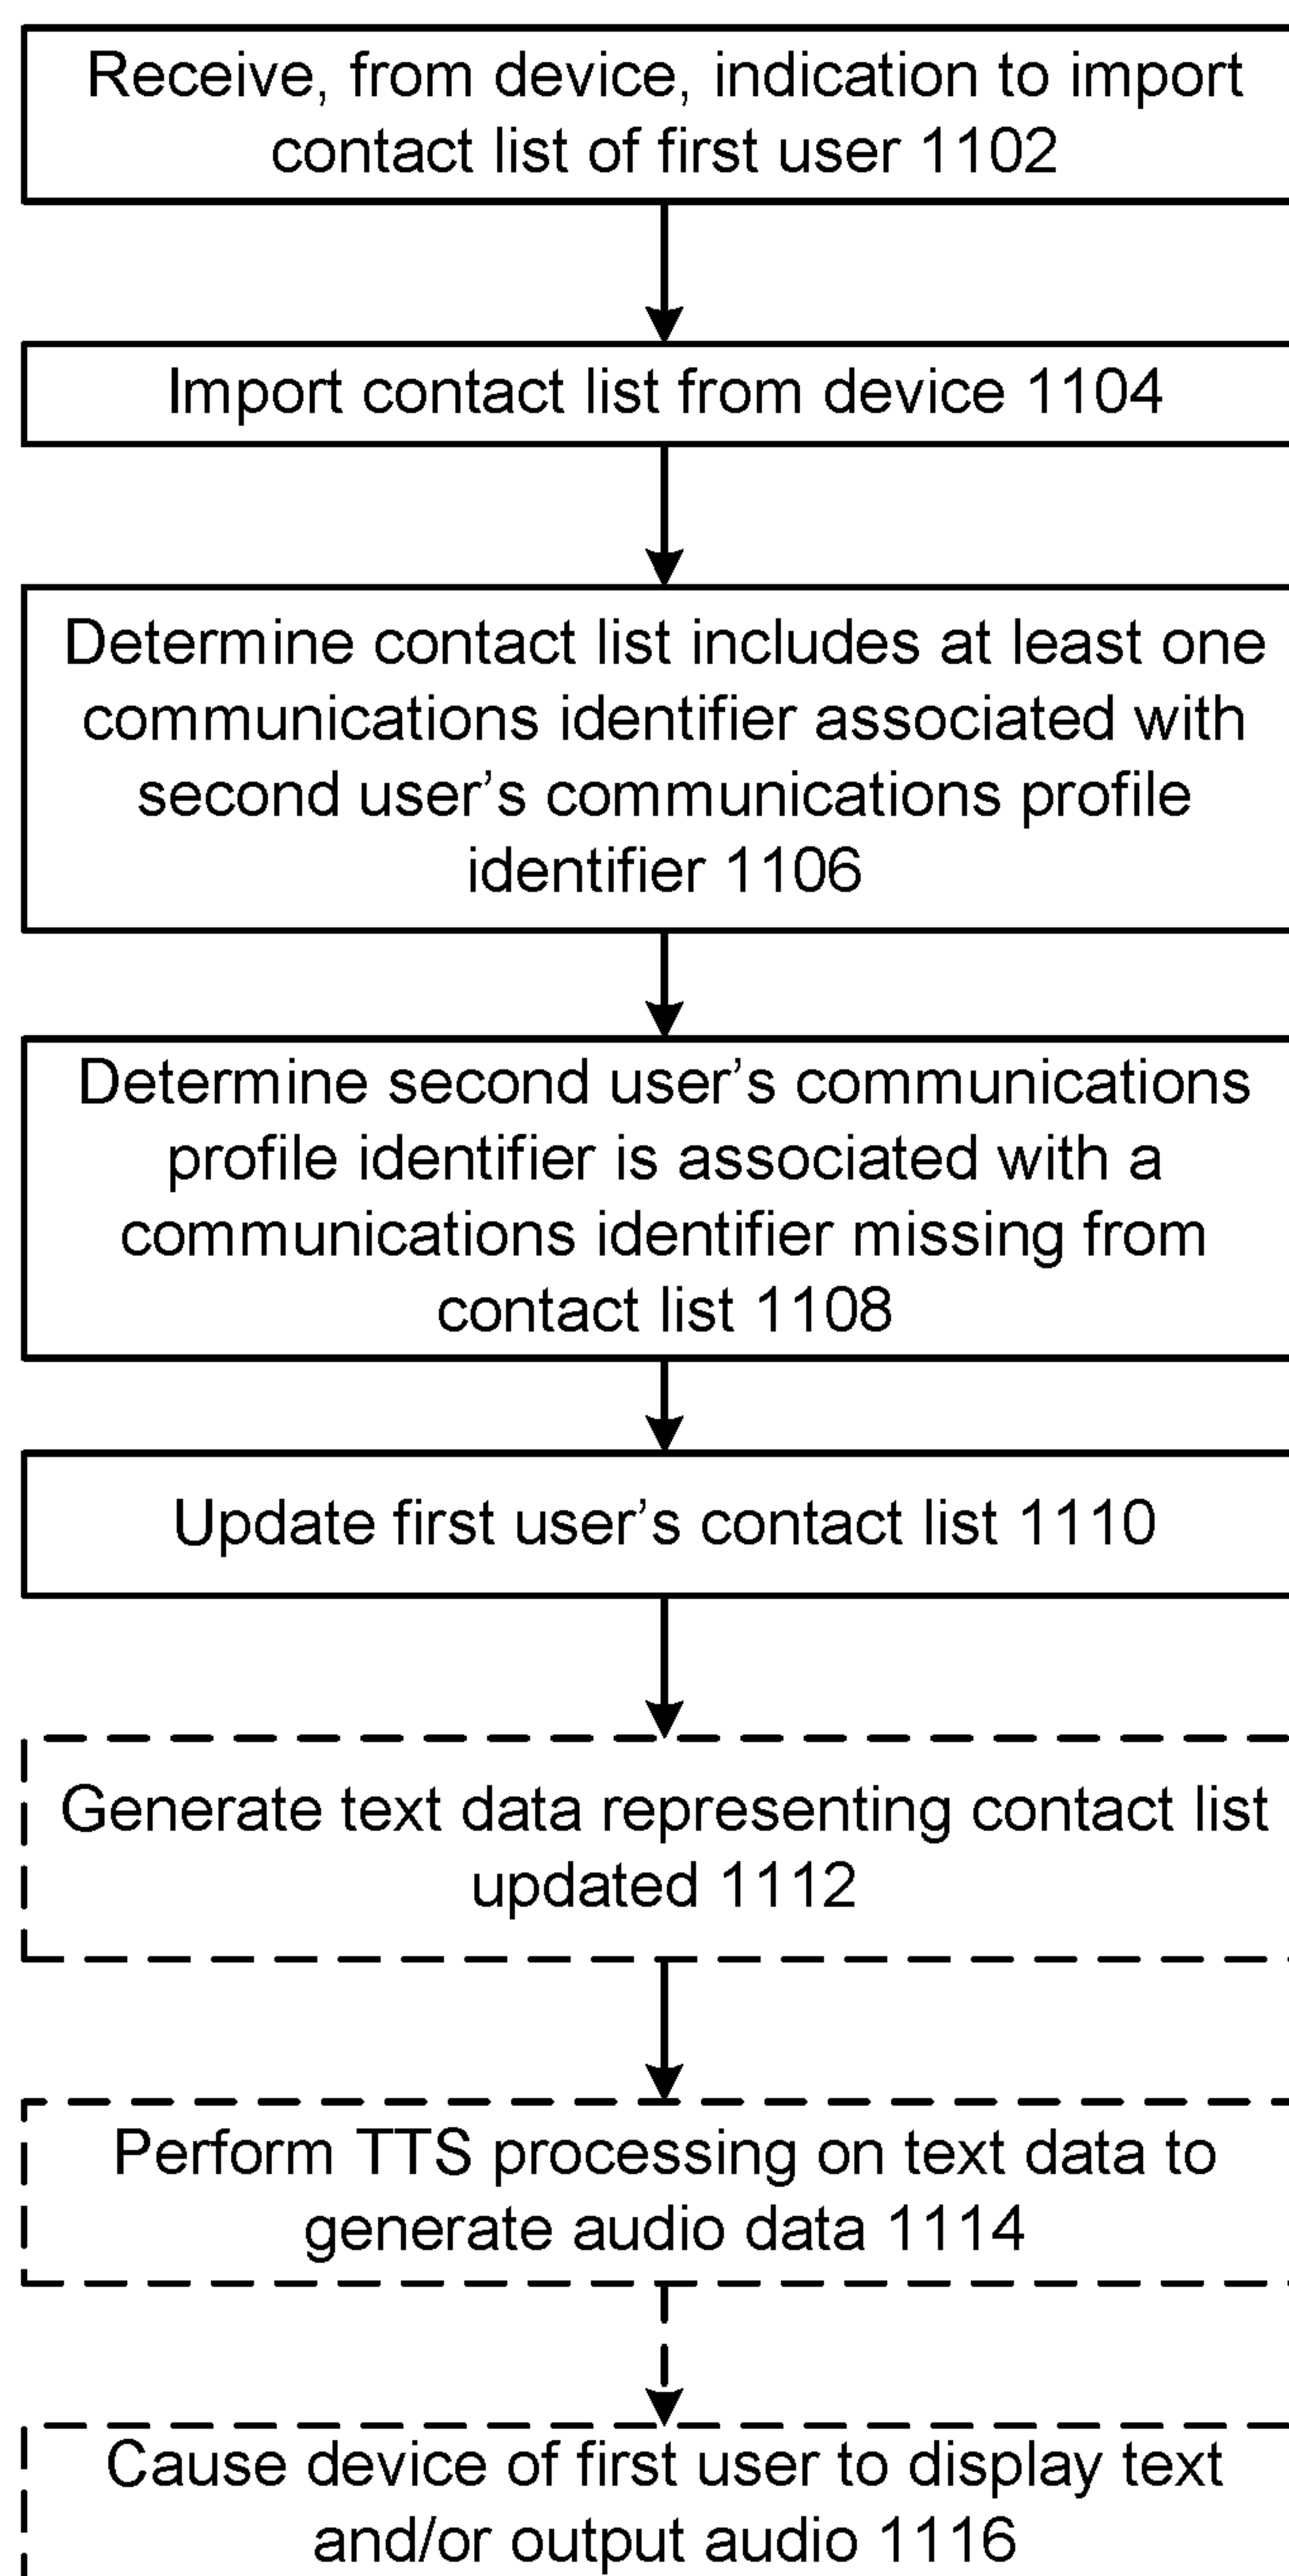 Receive, from device, indication to import
contact list of first user 1102
Import contact list from device 1104
Determine contact list includes at least one
communications identifier associated with
second user’s communications profile
identifier 1106
Determine second user’s communications
profile identifier is associated with a
communications identifier missing from
contact list 1108
Update first user’s contact list 1110
Generate text data representing contact list
updated 1112
Perform TTS processing on text data to
generate audio data 1114
Cause device of first user to display text
and/or output audio 1116